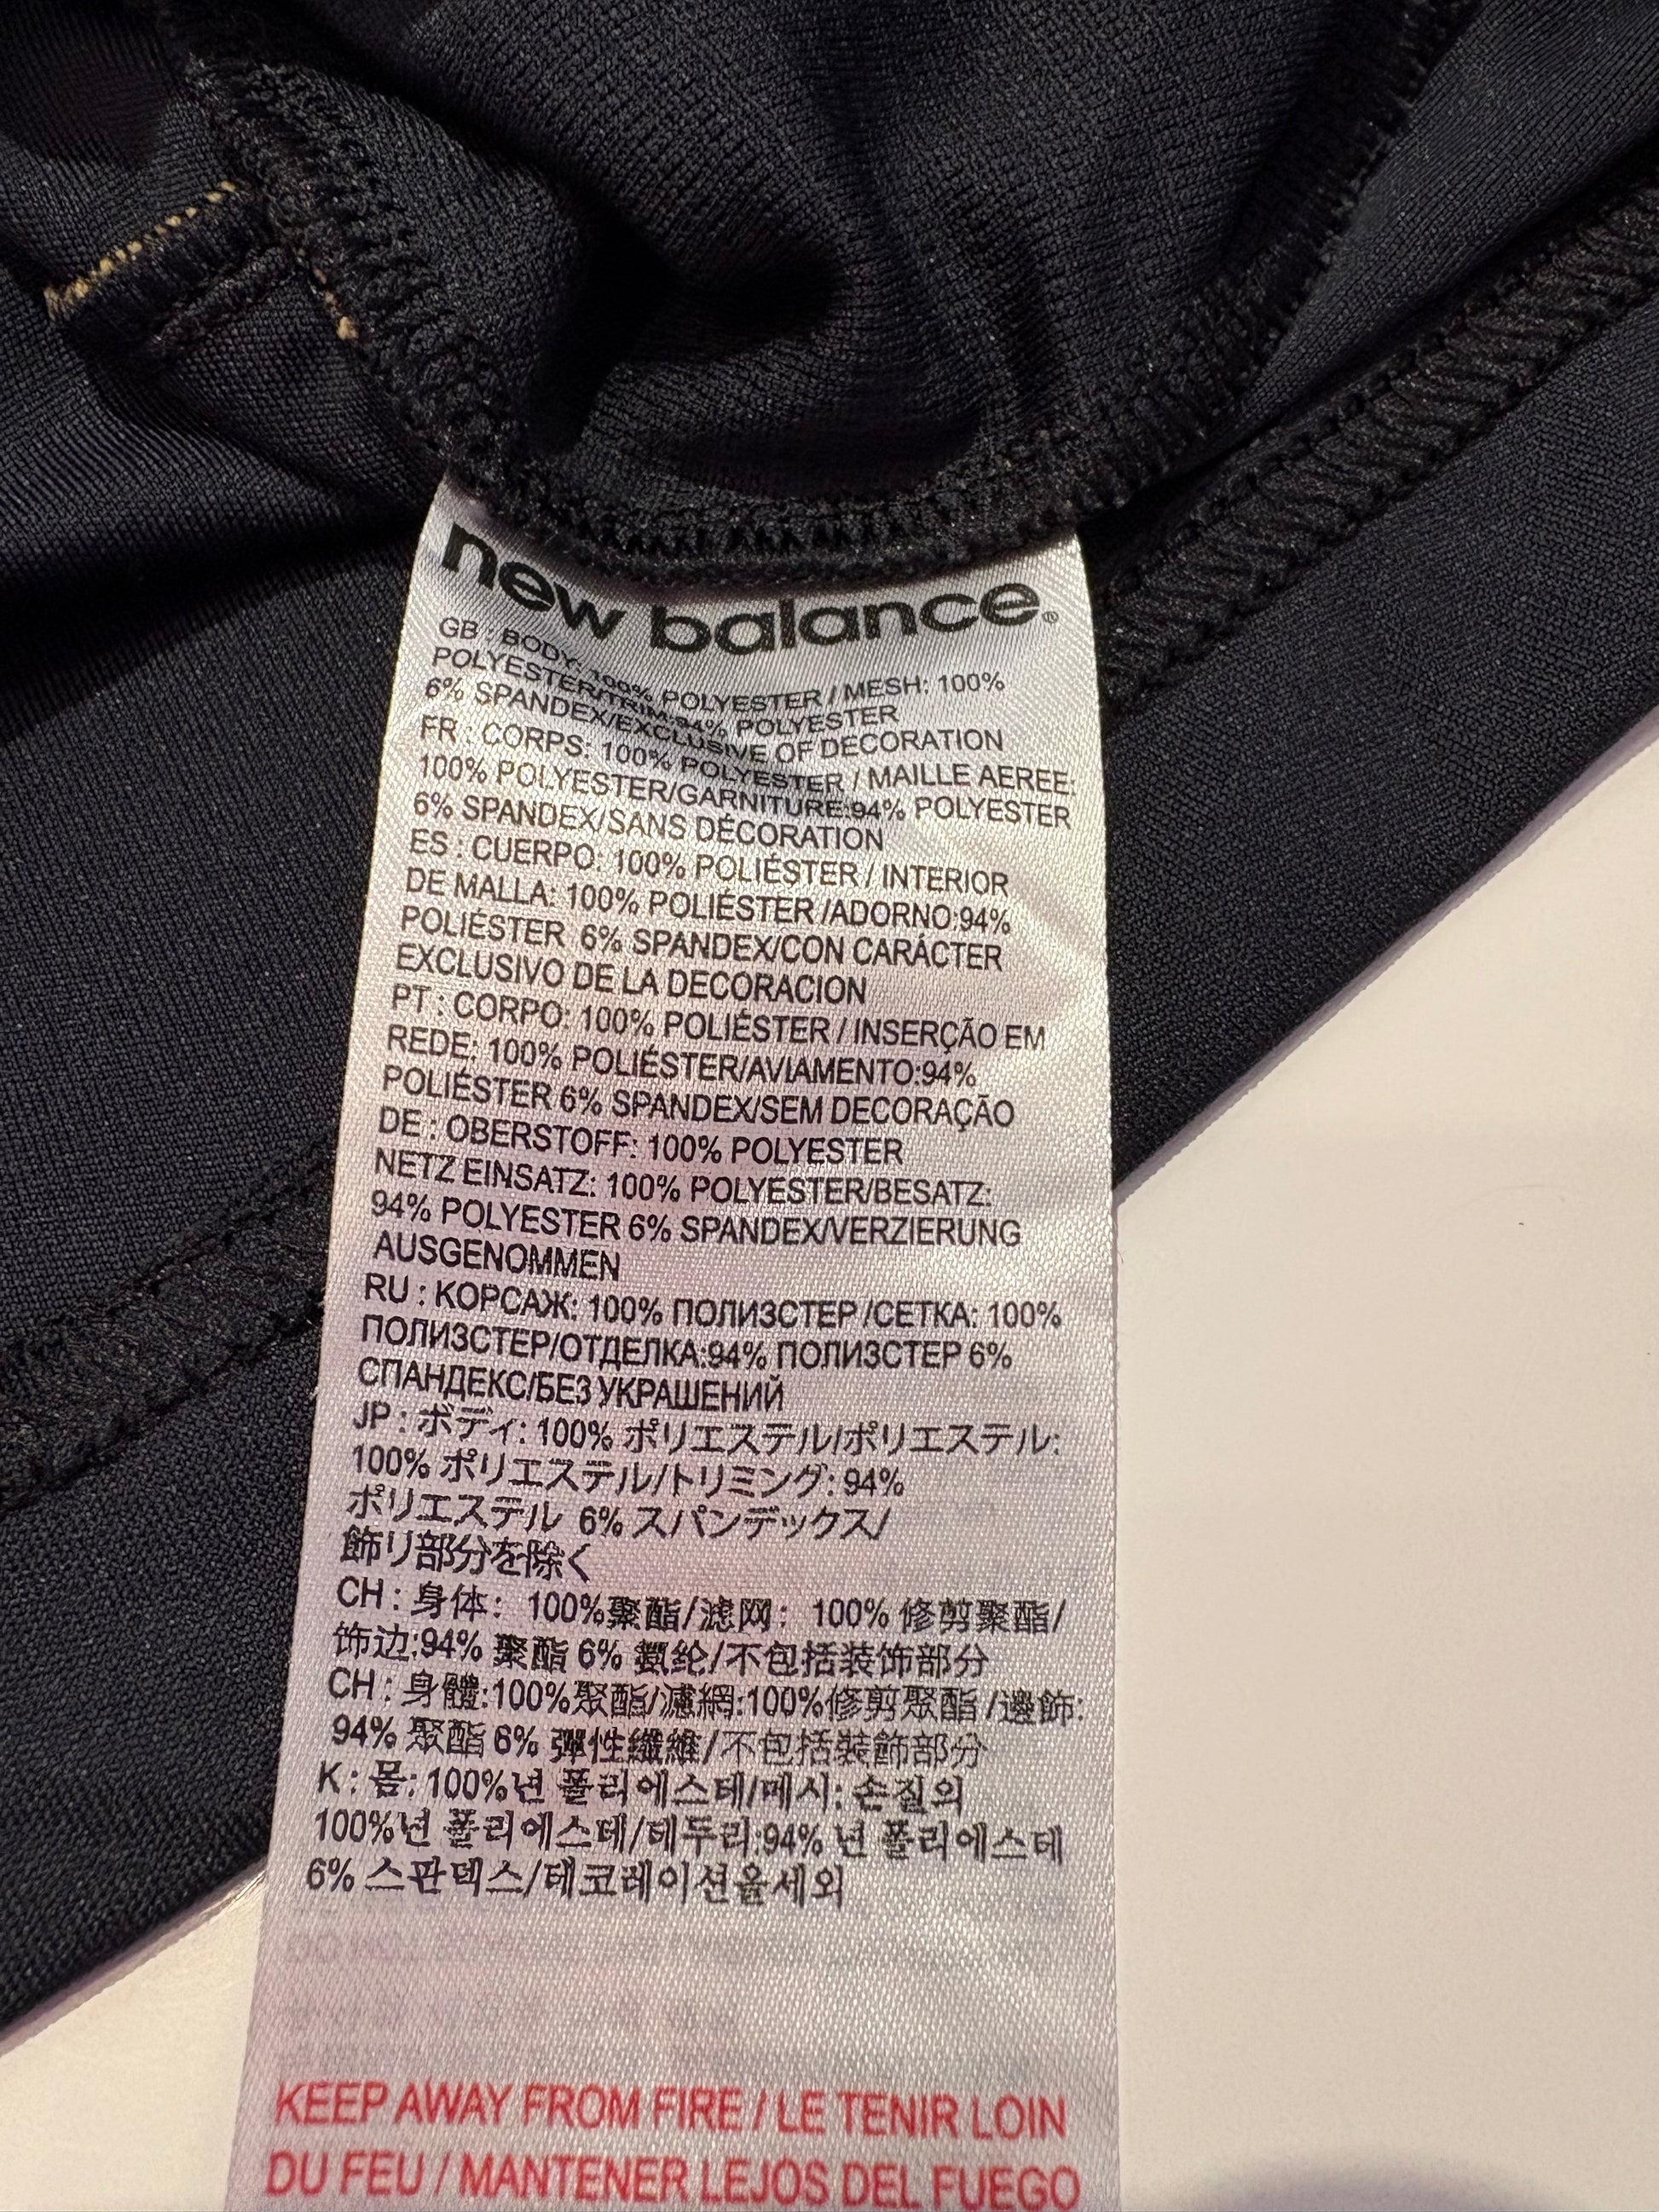 new balance®
GB : BODY: 100% POLYESTER / MESH: 100%
POLYESTER/TRIM:94% POLYESTER
6% SPANDEX/EXCLUSIVE OF DECORATION
FR : CORPS: 100% POLYESTER / MAILLE AEREE:
100% POLYESTER/GARNITURE:94% POLYESTER
6% SPANDEX/SANS DÉCORATION
ES : CUERPO: 100% POLIÉSTER / INTERIOR
DE MALLA: 100% POLIÉSTER /ADORNO:94%
POLIÉSTER 6% SPANDEX/CON CARÁCTER
EXCLUSIVO DE LA DECORACION
PT : CORPO: 100% POLIÉSTER / INSERÇÃO EM
REDE: 100% POLIÉSTER/AVIAMENTO:94%
POLIÉSTER 6% SPANDEX/SEM DECORAÇÃO
DE : OBERSTOFF: 100% POLYESTER
NETZ EINSATZ: 100% POLYESTER/BESATZ:
94% POLYESTER 6% SPANDEX/VERZIERUNG
AUSGENOMMEN
RU : КОРСАЖ: 100% ПОЛИЗСТЕР /СЕТКА: 100%
ПОЛИЗСТЕР/ОТДЕЛКА:94% ПОЛИЗСТЕР 6%
СПАНДЕКС/БЕЗ УКРАШЕНИЙ
JP : ボディ: 100% ポリエステル/ポリエステル:
100% ポリエステル/トリミング: 94%
ポリエステル 6% スパンデックス/
飾り部分を除く
CH : 身体： 100%聚酯/滤网： 100% 修剪聚酯/
饰边:94% 聚酯 6% 氨纶/不包括装饰部分
CH : 身體:100%聚酯/濾網:100%修剪聚酯 /邊飾:
94% 聚酯 6% 彈性纖維/不包括裝飾部分
K : 몸: 100%년 폴리에스테/메시: 손질의
100%년 폴리에스테/테두리:94% 년 폴리에스테
6% 스판덱스/데코레이션을세외
KEEP AWAY FROM FIRE / LE TENIR LOIN
DU FEU / MANTENER LEJOS DEL FUEGO